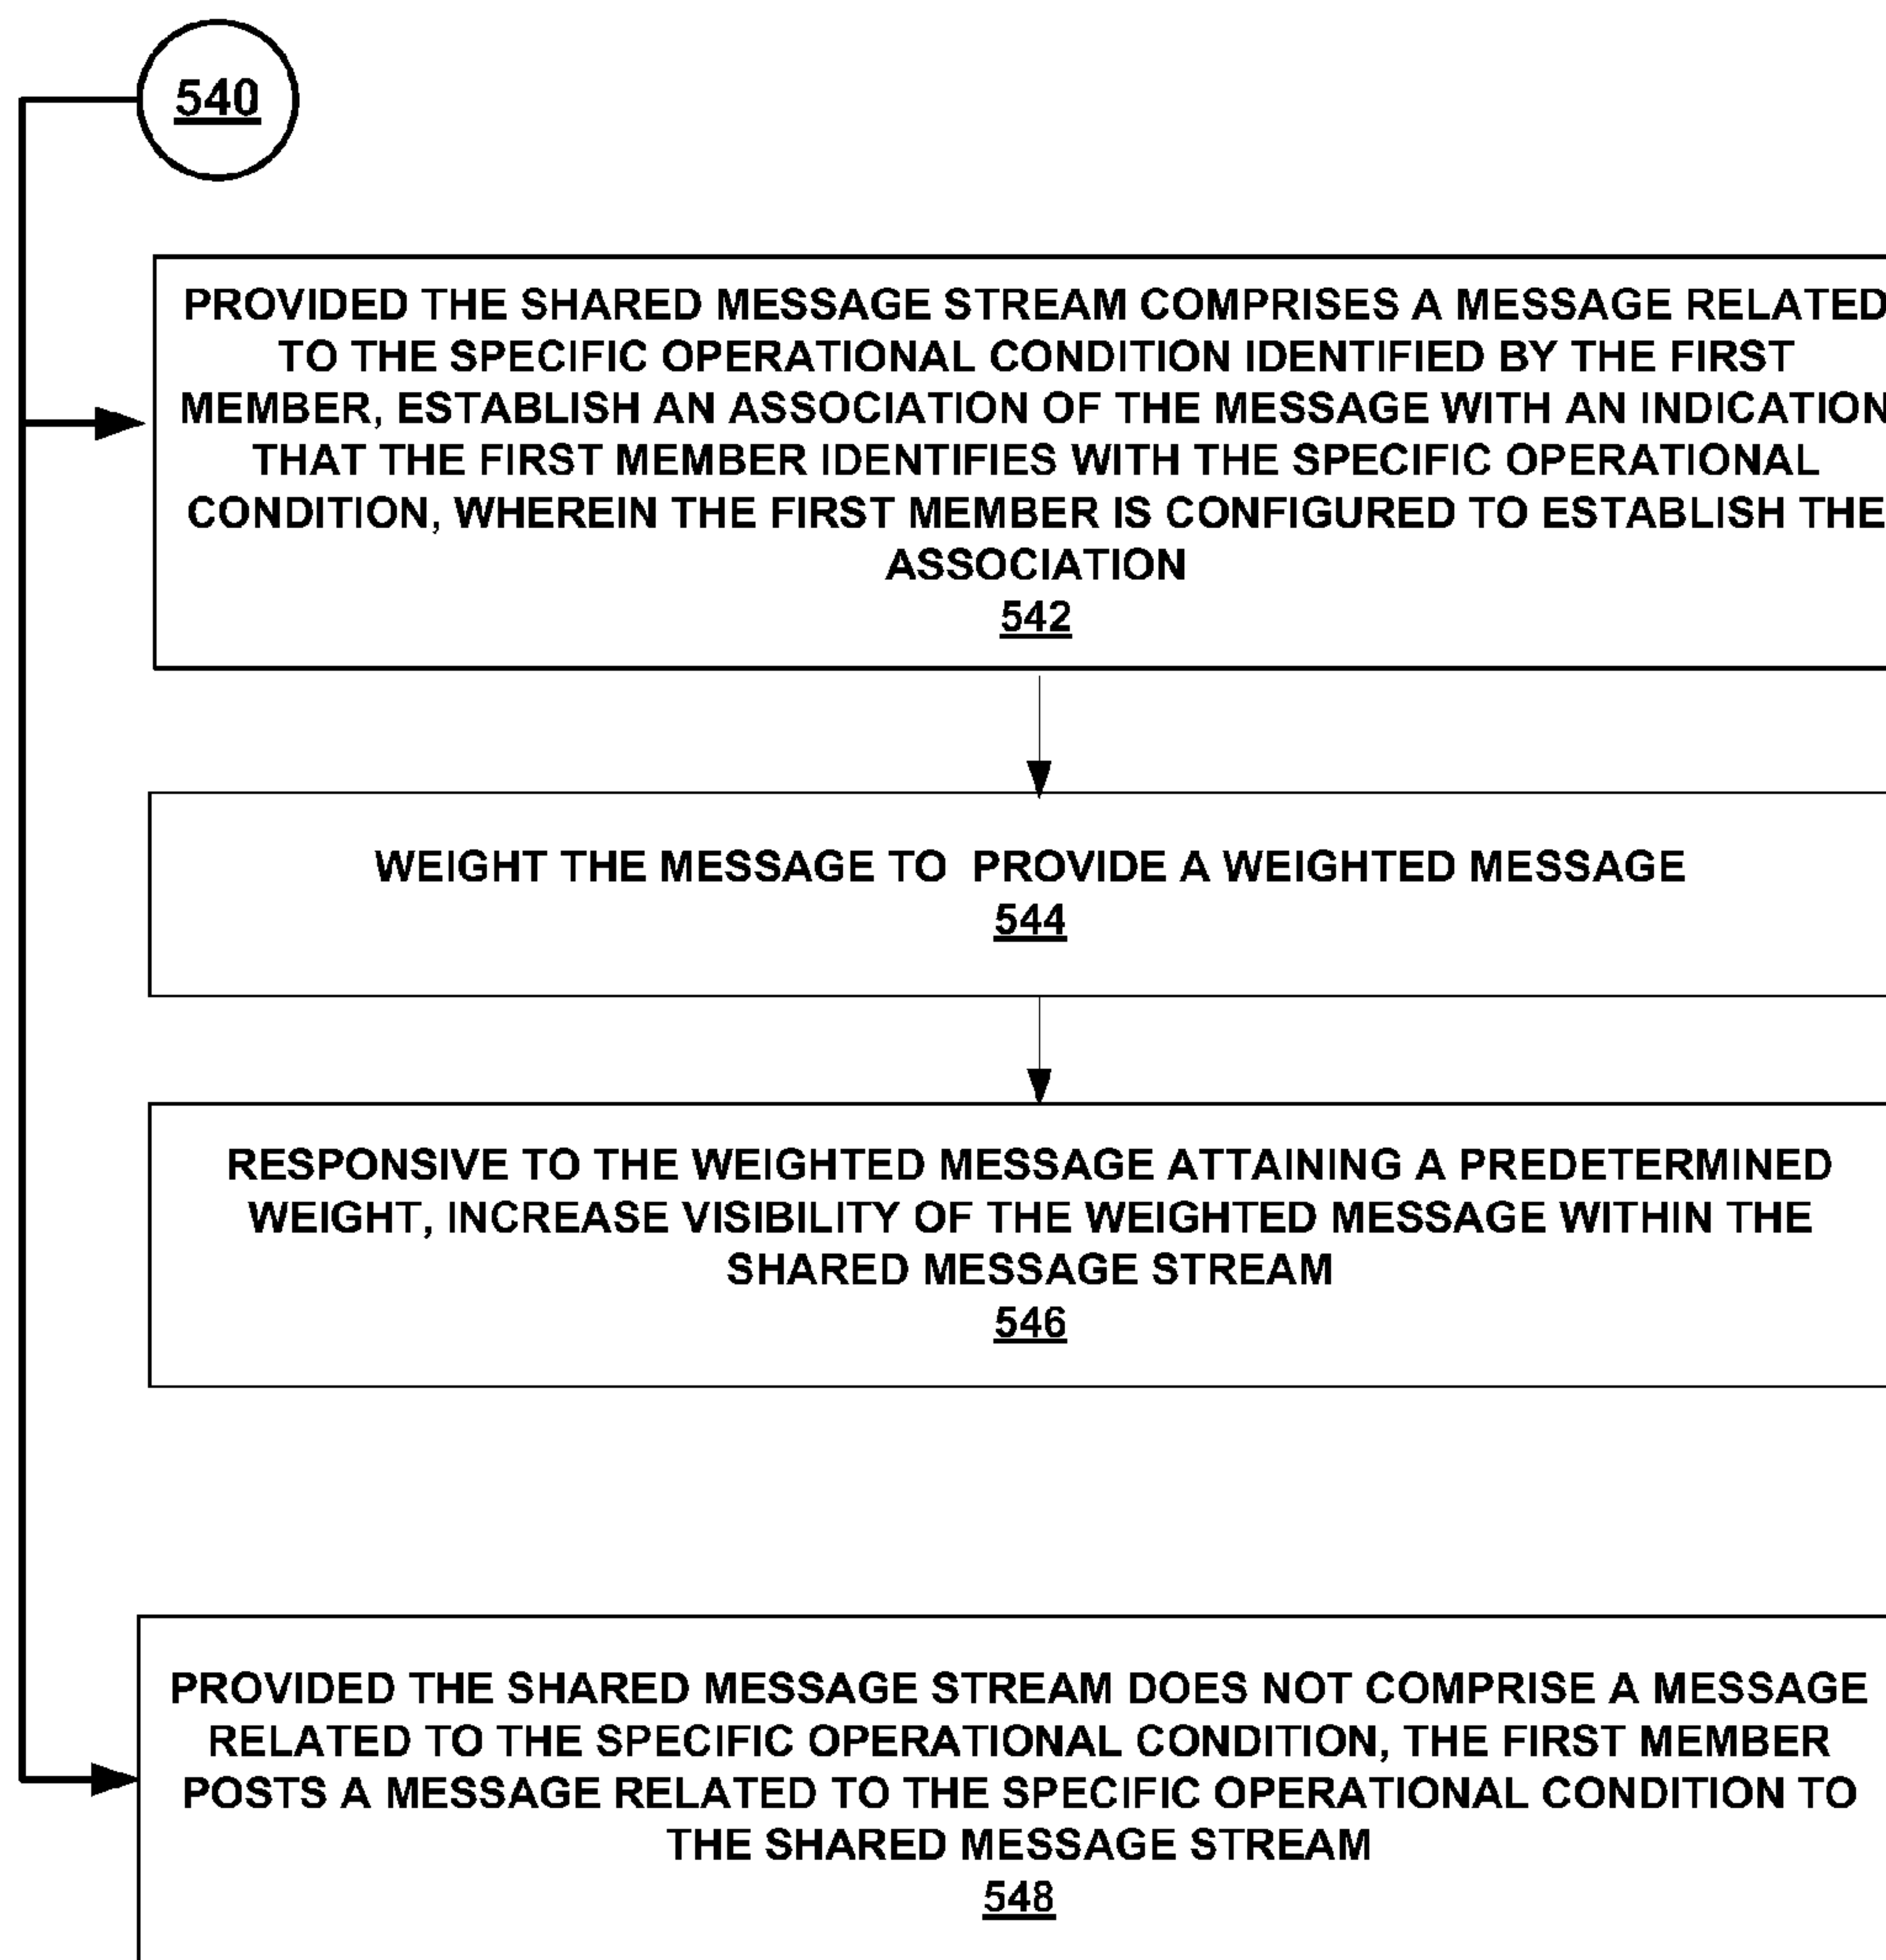 540
PROVIDED THE SHARED MESSAGE STREAM COMPRISES A MESSAGE RELATED
TO THE SPECIFIC OPERATIONAL CONDITION IDENTIFIED BY THE FIRST
MEMBER, ESTABLISH AN ASSOCIATION OF THE MESSAGE WITH AN INDICATION
THAT THE FIRST MEMBER IDENTIFIES WITH THE SPECIFIC OPERATIONAL
CONDITION, WHEREIN THE FIRST MEMBER IS CONFIGURED TO ESTABLISH THE
ASSOCIATION
542
WEIGHT THE MESSAGE TO PROVIDE A WEIGHTED MESSAGE
544
RESPONSIVE TO THE WEIGHTED MESSAGE ATTAINING A PREDETERMINED
WEIGHT, INCREASE VISIBILITY OF THE WEIGHTED MESSAGE WITHIN THE
SHARED MESSAGE STREAM
546
PROVIDED THE SHARED MESSAGE STREAM DOES NOT COMPRISE A MESSAGE
RELATED TO THE SPECIFIC OPERATIONAL CONDITION, THE FIRST MEMBER
POSTS A MESSAGE RELATED TO THE SPECIFIC OPERATIONAL CONDITION TO
THE SHARED MESSAGE STREAM
548